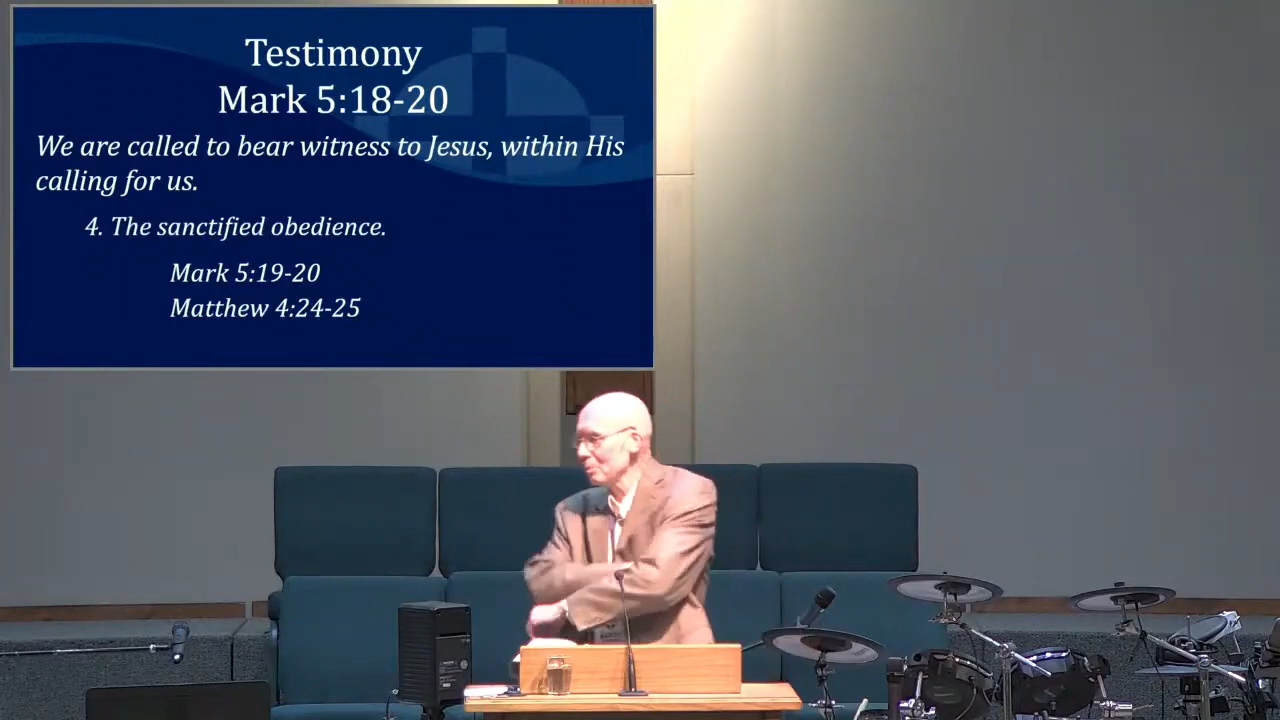 Testimony
Mark 5:18-20
We are called to bear witness to Jesus, within His
calling for us.
4. The sanctified obedience.
Mark 5:19-20
Matthew 4:24-25